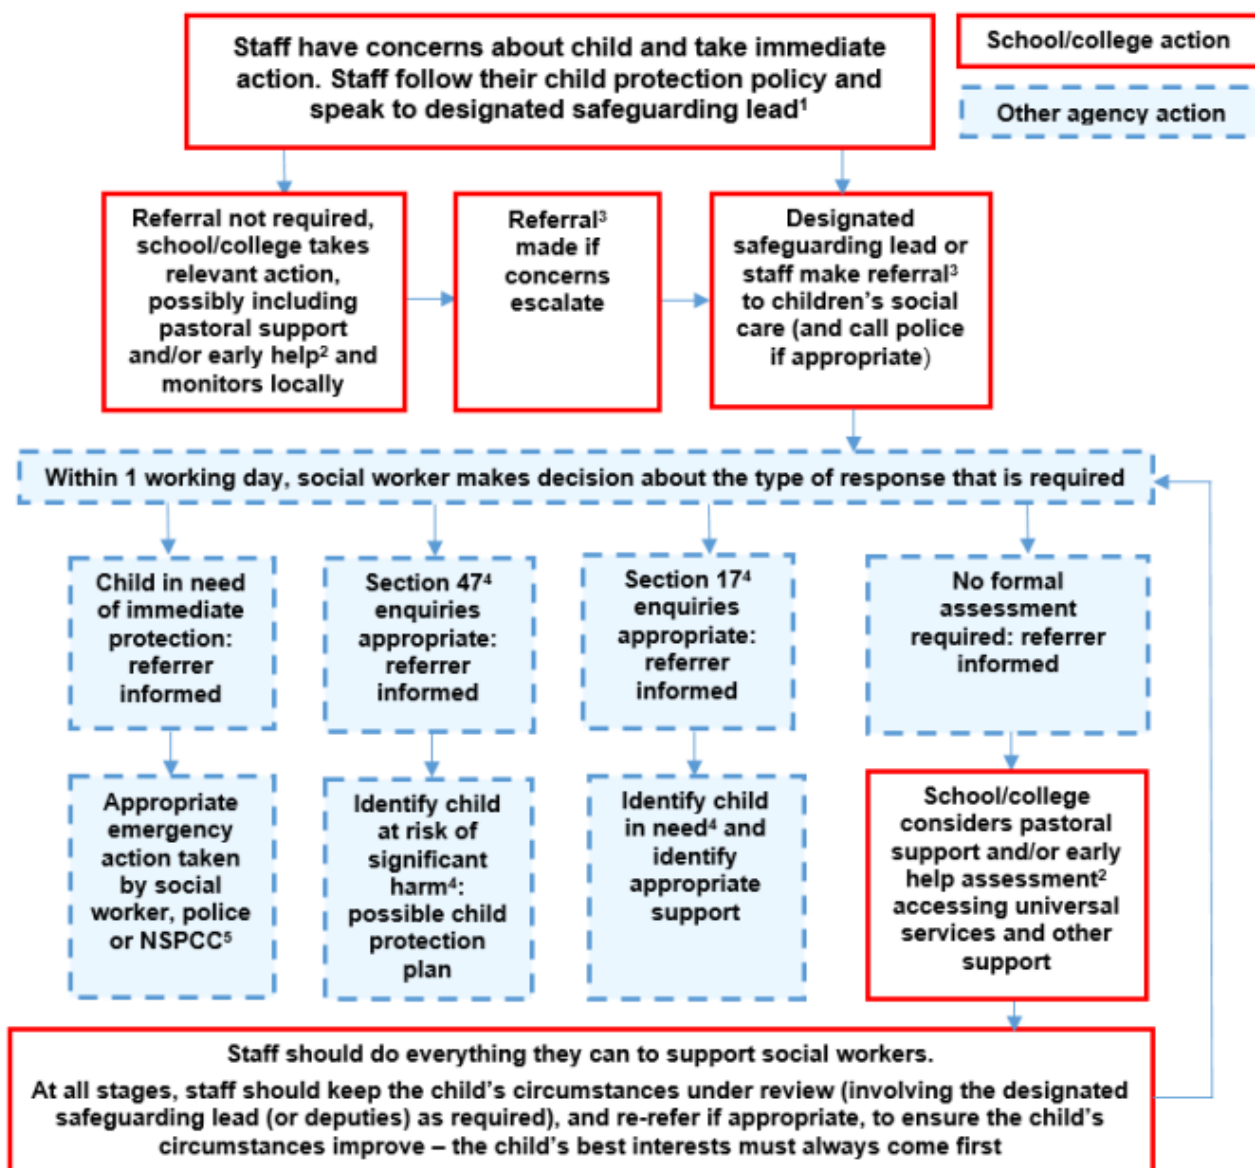 Staff have concerns about child and take immediate
action. Staff follow their child protection policy and
speak to designated safeguarding lead¹
School/college action
Other agency action
Referral not required,
school/college takes
relevant action,
possibly including
pastoral support
and/or early help² and
monitors locally
Referral³
made if
concerns
escalate
Designated
safeguarding lead or
staff make referral³
to children’s social
care (and call police
if appropriate)
Within 1 working day, social worker makes decision about the type of response that is required
Child in need
of immediate
protection:
referrer
informed
Section 47⁴
enquiries
appropriate:
referrer
informed
Section 17⁴
enquiries
appropriate:
referrer
informed
No formal
assessment
required: referrer
informed
Appropriate
emergency
action taken
by social
worker, police
or NSPCC⁵
Identify child
at risk of
significant
harm⁴:
possible child
protection
plan
Identify child
in need⁴ and
identify
appropriate
support
School/college
considers pastoral
support and/or early
help assessment²
accessing universal
services and other
support
Staff should do everything they can to support social workers.
At all stages, staff should keep the child’s circumstances under review (involving the designated
safeguarding lead (or deputies) as required), and re-refer if appropriate, to ensure the child’s
circumstances improve – the child’s best interests must always come first